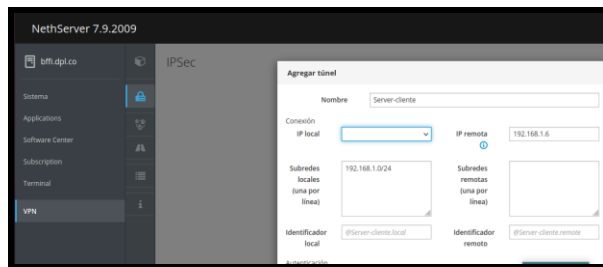 NethServer 7.9.2009
bffi.dpl.co
IPSec
Sistema
Applications
Software Center
Subscription
Terminal
VPN
Agregar túnel
Nombre Server-cliente
Conexión
IP local IP remota 192.168.1.6
Subredes locales (una por línea) 192.168.1.0/24 Subredes remotas (una por línea)
Identificador local @Server-cliente.local Identificador remoto @Server-cliente.remote
Autenticación